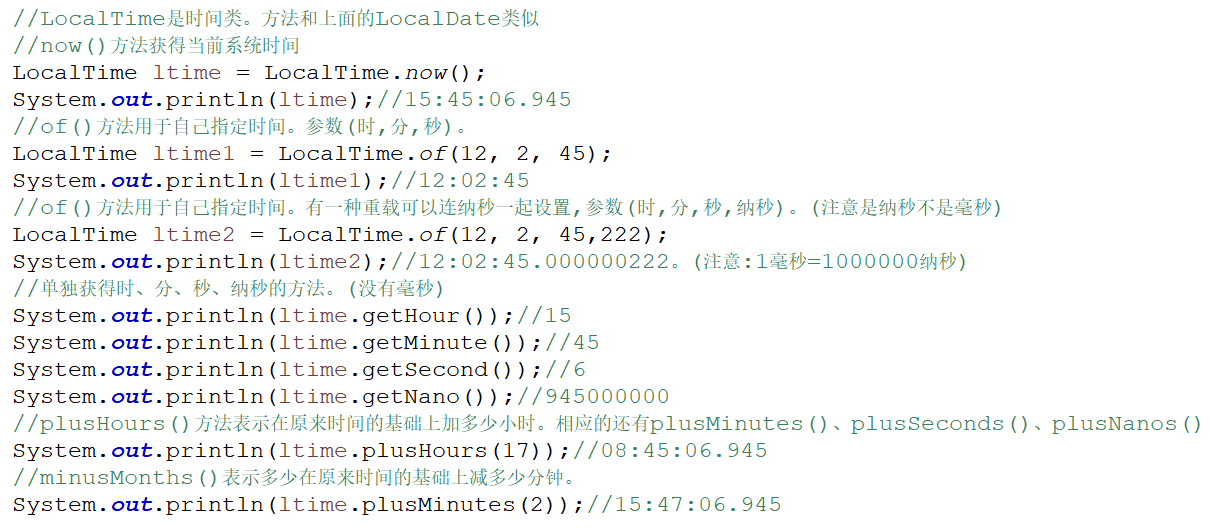 //LocalTime是时间类。方法和上面的LocalDate类似
//now()方法获得当前系统时间
LocalTime ltime = LocalTime.now();
System.out.println(ltime);//15:45:06.945
//of()方法用于自己指定时间。参数(时,分,秒)。
LocalTime ltime1 = LocalTime.of(12, 2, 45);
System.out.println(ltime1);//12:02:45
//of()方法用于自己指定时间。有一种重载可以连纳秒一起设置,参数(时,分,秒,纳秒)。(注意是纳秒不是毫秒)
LocalTime ltime2 = LocalTime.of(12, 2, 45,222);
System.out.println(ltime2);//12:02:45.000000222。(注意:1毫秒=1000000纳秒)
//单独获得时、分、秒、纳秒的方法。(没有毫秒)
System.out.println(ltime.getHour());//15
System.out.println(ltime.getMinute());//45
System.out.println(ltime.getSecond());//6
System.out.println(ltime.getNano());//945000000
//plusHours()方法表示在原来时间的基础上加多少小时。相应的还有plusMinutes()、plusSeconds()、plusNanos()
System.out.println(ltime.plusHours(17));//08:45:06.945
//minusMonths()表示多少在原来时间的基础上减多少分钟。
System.out.println(ltime.plusMinutes(2));//15:47:06.945